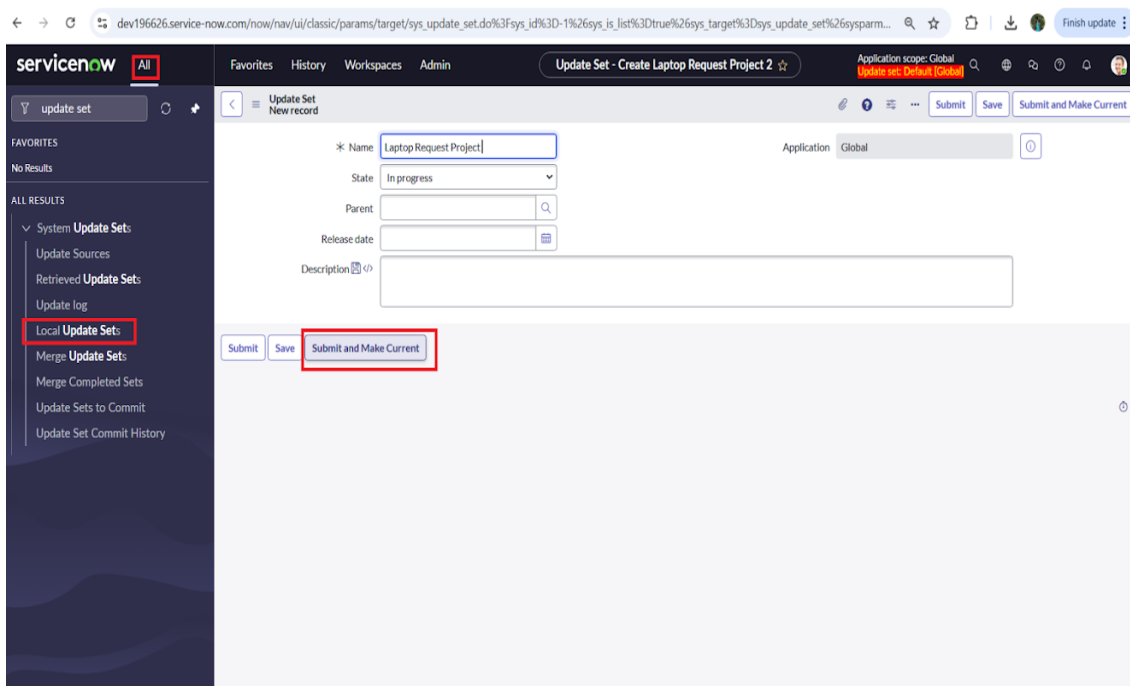 dev196626.service-now.com/now/nav/ui/classic/params/target/sys_update_set.do%3Fsys_id%3D-1%26sys_is_list%3Dtrue%26sys_target%3Dsys_update_set%26sysparm...
Finish update
servicenow All Favorites History Workspaces Admin Update Set - Create Laptop Request Project 2
Application scope: Global
Update set: Default [Global]
update set
Update Set
New record
Submit Save Submit and Make Current
FAVORITES
No Results
ALL RESULTS
System Update Sets
Update Sources
Retrieved Update Sets
Update log
Local Update Sets
Merge Update Sets
Merge Completed Sets
Update Sets to Commit
Update Set Commit History
Name Laptop Request Project
Application Global
State In progress
Parent
Release date
Description
Submit Save Submit and Make Current